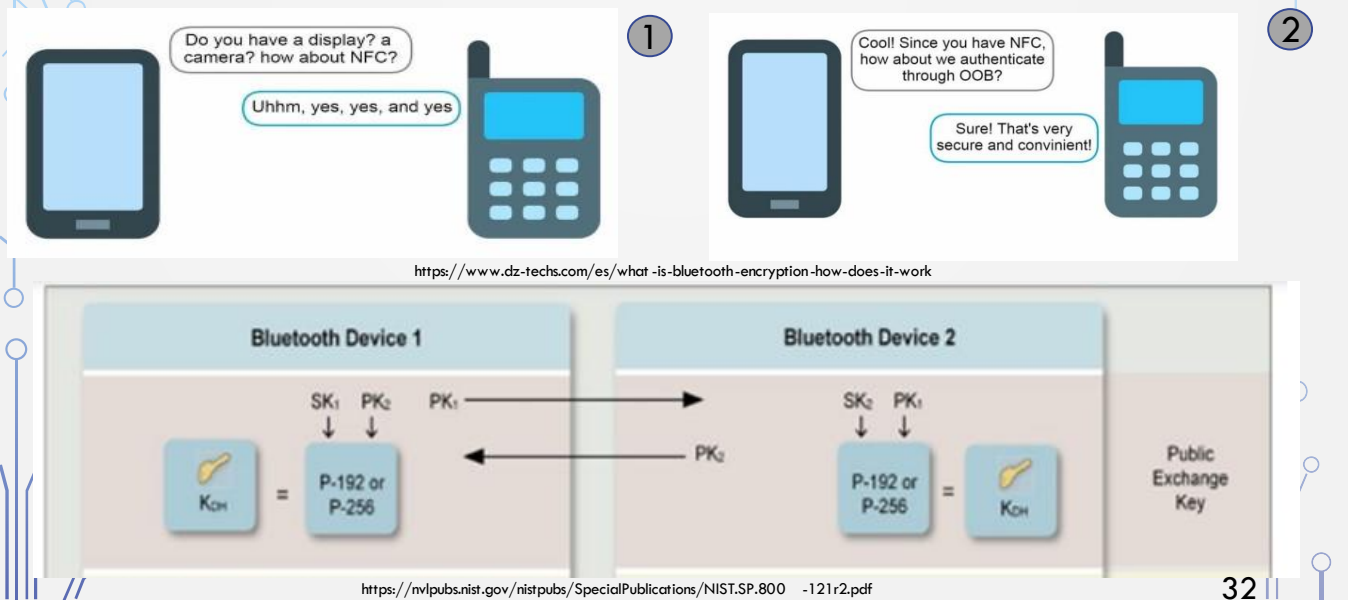 Do you have a display? a
camera? how about NFC?
Uhhm, yes, yes, and yes
1
Cool! Since you have NFC,
how about we authenticate
through OOB?
Sure! That's very
secure and convinient!
2
https://www.dz-techs.com/es/what -is-bluetooth-encryption-how-does-it-work
Bluetooth Device 1
Bluetooth Device 2
SK₁ PK₂ PK₁
SK₂ PK₁
PK₂
K_DH
=
P-192 or
P-256
P-192 or
P-256
=
K_DH
Public
Exchange
Key
https://nvlpubs.nist.gov/nistpubs/SpecialPublications/NIST.SP.800 -121r2.pdf
32